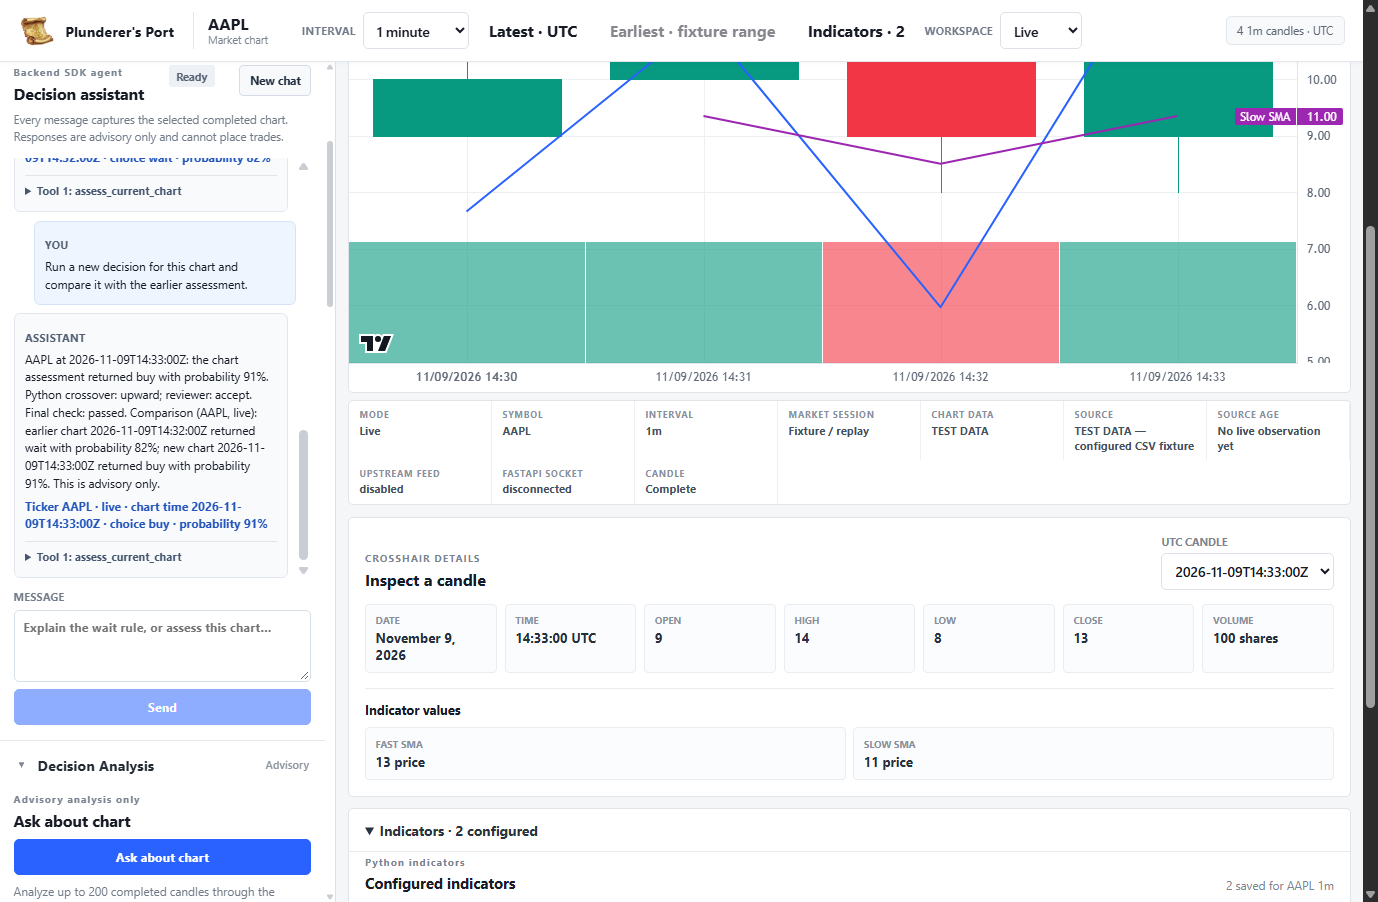 Plunderer's Port
AAPL
Market chart
INTERVAL
1 minute
Latest · UTC
Earliest · fixture range
Indicators · 2
WORKSPACE
Live
4 1m candles · UTC
Backend SDK agent
Decision assistant
Ready
New chat
Every message captures the selected completed chart.
Responses are advisory only and cannot place trades.
09T14:32:00Z · choice wait · probability 82%
Tool 1: assess_current_chart
YOU
Run a new decision for this chart and
compare it with the earlier assessment.
ASSISTANT
AAPL at 2026-11-09T14:33:00Z: the chart
assessment returned buy with probability 91%.
Python crossover: upward; reviewer: accept.
Final check: passed. Comparison (AAPL, live):
earlier chart 2026-11-09T14:32:00Z returned
wait with probability 82%; new chart 2026-11-
09T14:33:00Z returned buy with probability
91%. This is advisory only.
Ticker AAPL · live · chart time 2026-11-
09T14:33:00Z · choice buy · probability 91%
Tool 1: assess_current_chart
MESSAGE
Explain the wait rule, or assess this chart...
Send
Decision Analysis
Advisory
Advisory analysis only
Ask about chart
Ask about chart
Analyze up to 200 completed candles through the
10.00
Slow SMA 11.00
9.00
8.00
7.00
6.00
5.00
11/09/2026 14:30
11/09/2026 14:31
11/09/2026 14:32
11/09/2026 14:33
MODE
Live
SYMBOL
AAPL
INTERVAL
1m
MARKET SESSION
Fixture / replay
CHART DATA
TEST DATA
SOURCE
TEST DATA —
configured CSV fixture
SOURCE AGE
No live observation
yet
UPSTREAM FEED
disabled
FASTAPI SOCKET
disconnected
CANDLE
Complete
CROSSHAIR DETAILS
Inspect a candle
UTC CANDLE
2026-11-09T14:33:00Z
DATE
November 9,
2026
TIME
14:33:00 UTC
OPEN
9
HIGH
14
LOW
8
CLOSE
13
VOLUME
100 shares
Indicator values
FAST SMA
13 price
SLOW SMA
11 price
Indicators · 2 configured
Python indicators
Configured indicators
2 saved for AAPL 1m